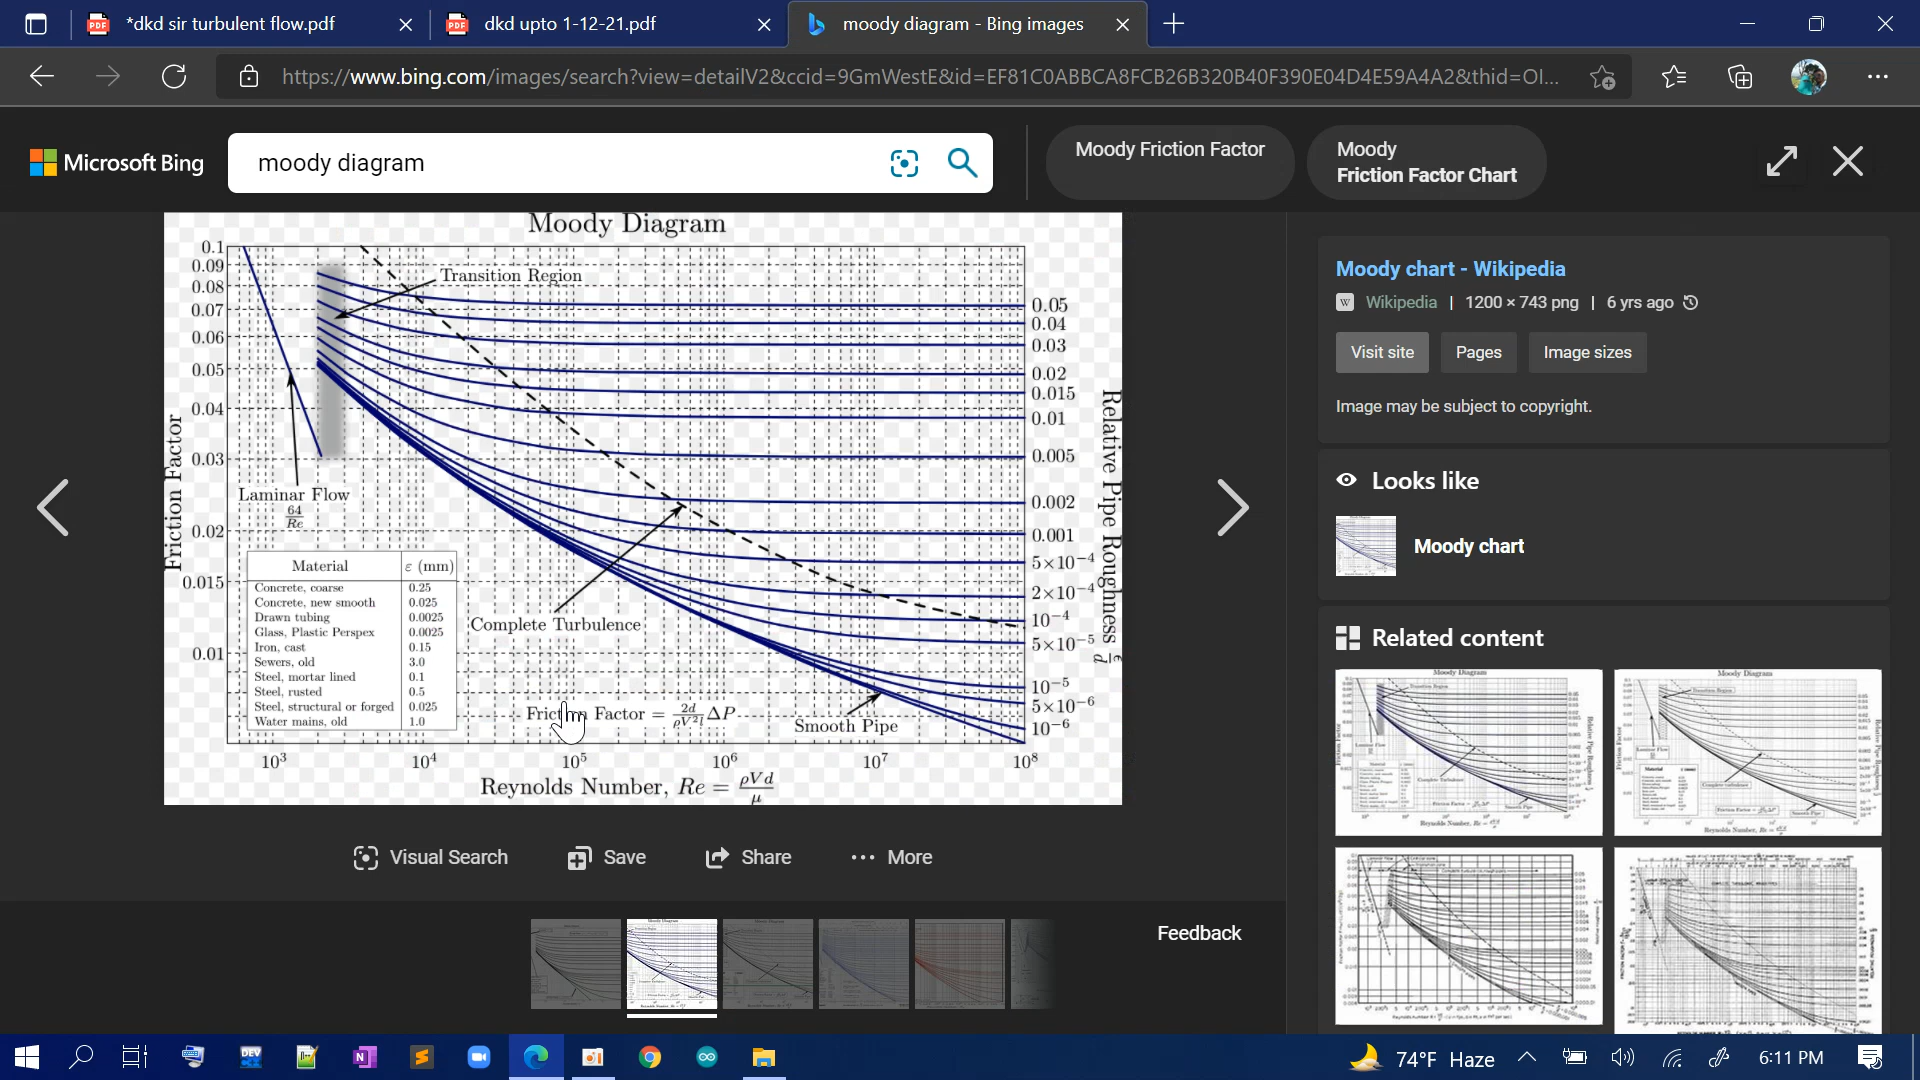 *dkd sir turbulent flow.pdf
dkd upto 1-12-21.pdf
moody diagram - Bing images
https://www.bing.com/images/search?view=detailV2&ccid=9GmWestE&id=EF81C0ABBCA8FCB26B320B40F390E04D4E59A4A2&thid=OI...
Microsoft Bing
moody diagram
Moody Friction Factor
Moody
Friction Factor Chart
Moody Diagram
Transition Region
0.1
0.09
0.08
0.07
0.06
0.05
0.04
0.03
0.02
0.015
0.01
Friction Factor
0.05
0.04
0.03
0.02
0.015
0.01
0.005
0.002
0.001
5×10⁻⁴
2×10⁻⁴
10⁻⁴
5×10⁻⁵
10⁻⁵
5×10⁻⁶
10⁻⁶
Relative Pipe Roughness ε/d
Laminar Flow
64/Re
Material ε (mm)
Concrete, coarse 0.25
Concrete, new smooth 0.025
Drawn tubing 0.0025
Glass, Plastic Perspex 0.0025
Iron, cast 0.15
Sewers, old 3.0
Steel, mortar lined 0.1
Steel, rusted 0.5
Steel, structural or forged 0.025
Water mains, old 1.0
Complete Turbulence
Friction Factor = 2d/ρV²l ΔP
Smooth Pipe
10³ 10⁴ 10⁵ 10⁶ 10⁷ 10⁸
Reynolds Number, Re = ρVd/μ
Visual Search
Save
Share
More
Feedback
Moody chart - Wikipedia
W Wikipedia | 1200 × 743 png | 6 yrs ago
Visit site
Pages
Image sizes
Image may be subject to copyright.
Looks like
Moody chart
Related content
Moody Diagram
Moody Diagram
74°F Haze
6:11 PM